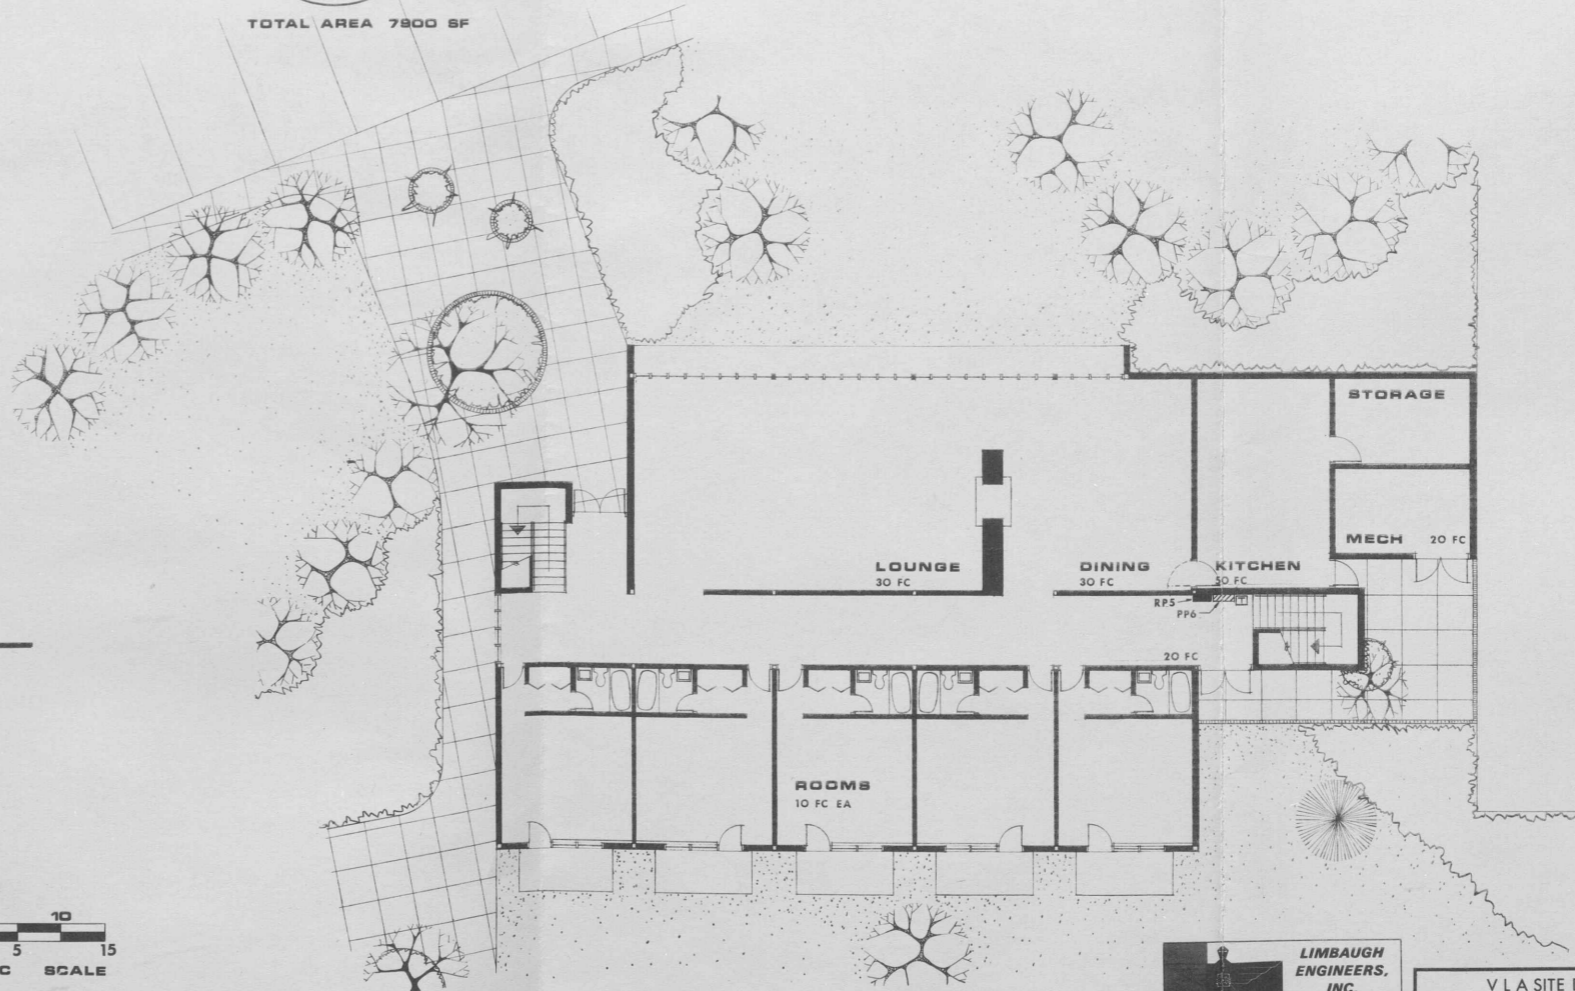 TOTAL AREA 7900 SF
STORAGE
MECH 20 FC
LOUNGE
30 FC
DINING
30 FC
KITCHEN
50 FC
RP5
PP6
T
20 FC
ROOMS
10 FC EA
10
5 15
C SCALE
LIMBAUGH
ENGINEERS,
INC
V L A SITE